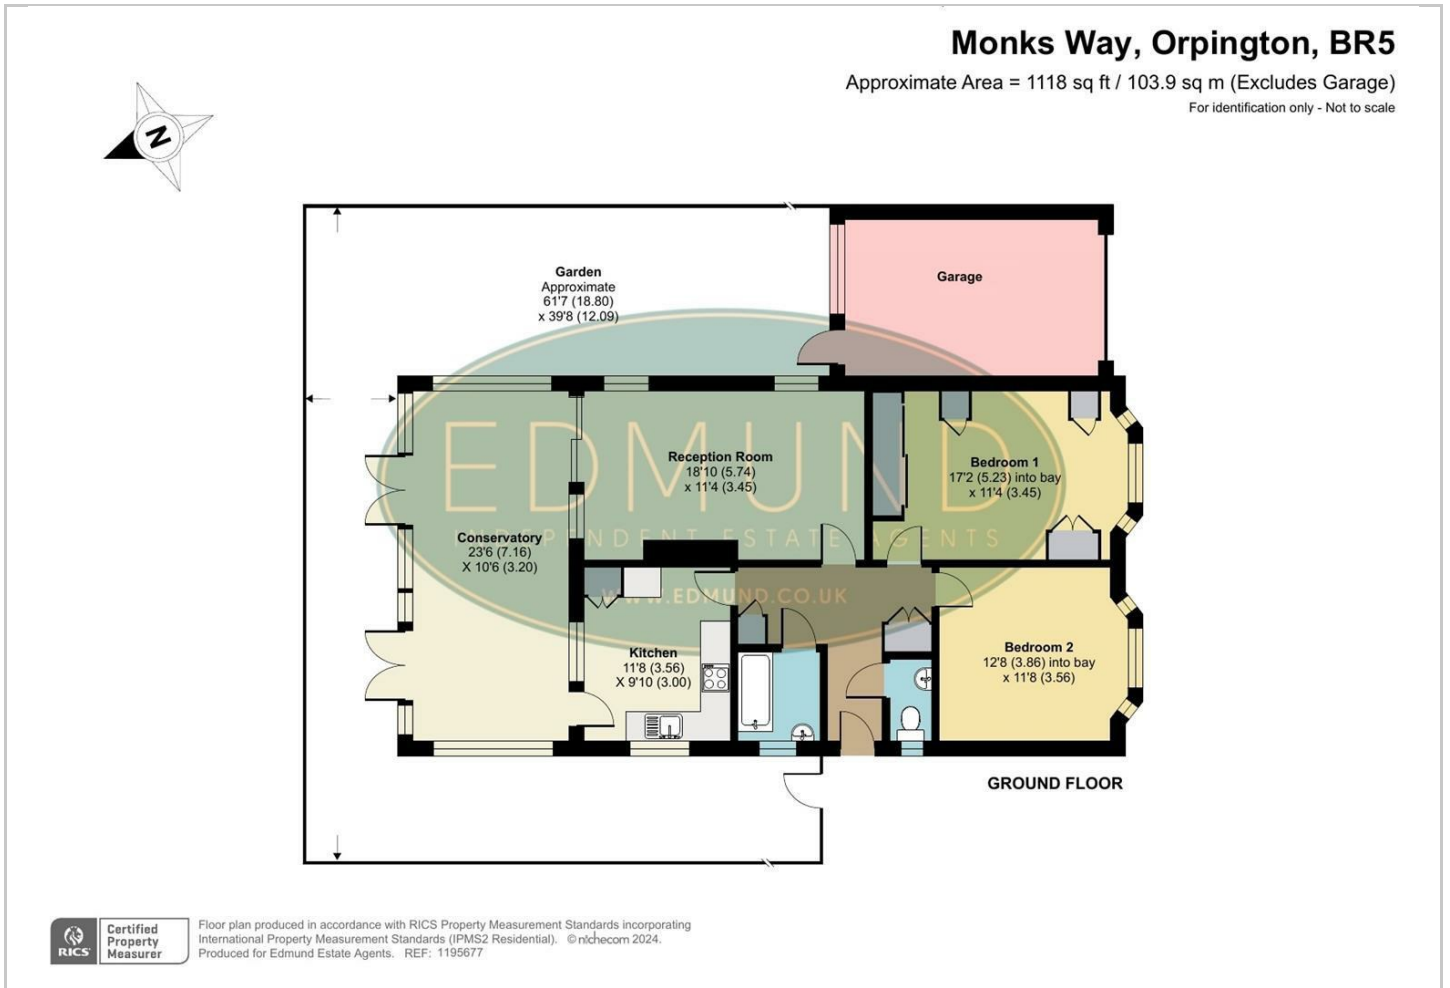 Monks Way, Orpington, BR5
Approximate Area = 1118 sq ft / 103.9 sq m (Excludes Garage)
For identification only - Not to scale
N
Garden
Approximate
61'7 (18.80)
x 39'8 (12.09)
Garage
EDMUND
INDEPENDENT ESTATE AGENTS
WWW.EDMUND.CO.UK
Reception Room
18'10 (5.74)
x 11'4 (3.45)
Bedroom 1
17'2 (5.23) into bay
x 11'4 (3.45)
Conservatory
23'6 (7.16)
X 10'6 (3.20)
Kitchen
11'8 (3.56)
X 9'10 (3.00)
Bedroom 2
12'8 (3.86) into bay
x 11'8 (3.56)
GROUND FLOOR
RICS
Certified
Property
Measurer
Floor plan produced in accordance with RICS Property Measurement Standards incorporating
International Property Measurement Standards (IPMS2 Residential). © nichecom 2024.
Produced for Edmund Estate Agents. REF: 1195677